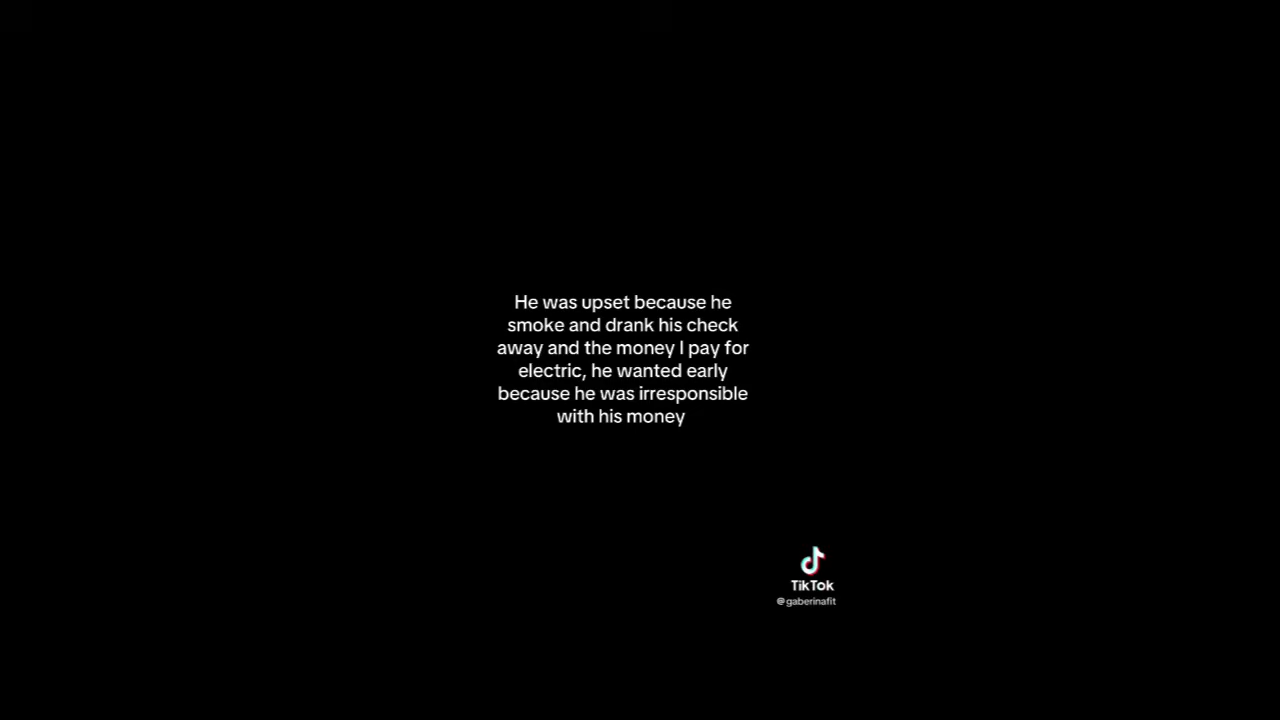 He was upset because he
smoke and drank his check
away and the money I pay for
electric, he wanted early
because he was irresponsible
with his money
TikTok
@gaberinafit